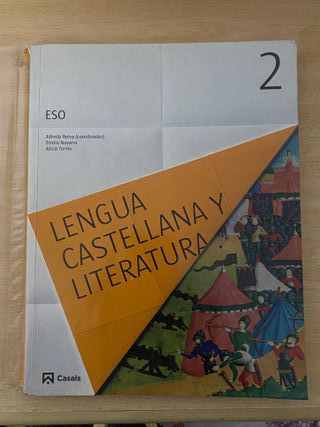 2
ESO
Alfredo Reina (coordinador)
Emilia Navarro
Alicia Torres
LENGUA
CASTELLANA Y
LITERATURA
Casals